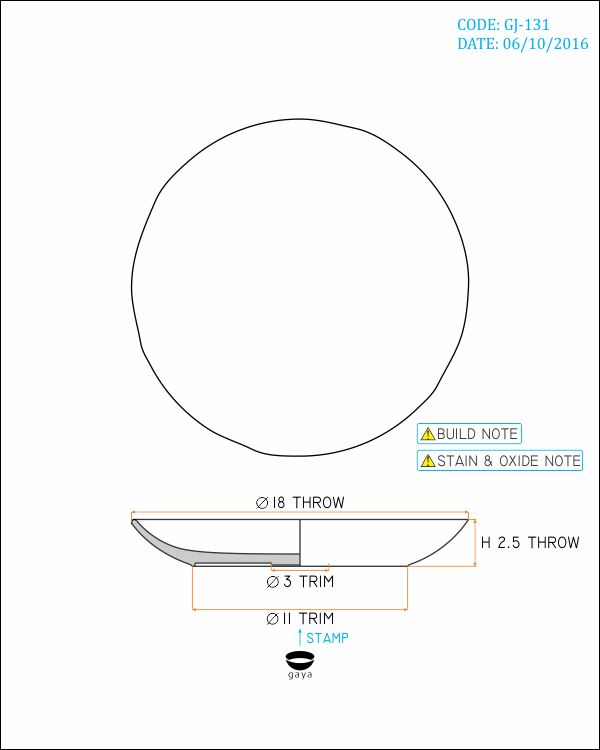 CODE: GJ-131
DATE: 06/10/2016
BUILD NOTE
STAIN & OXIDE NOTE
∅ 18 THROW
H 2.5 THROW
∅ 3 TRIM
∅ 11 TRIM
STAMP
gaya